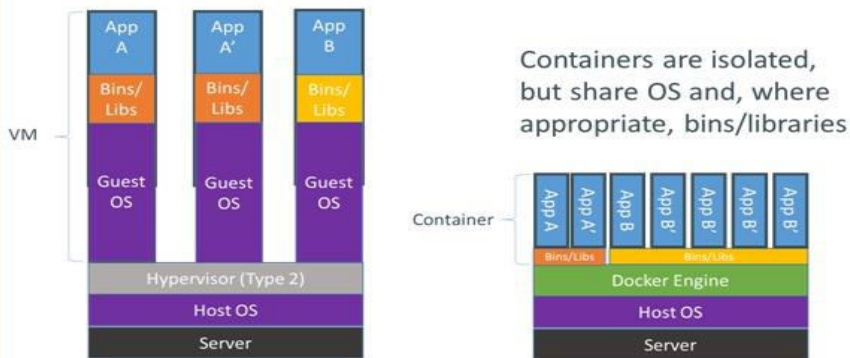 App
A
App
A’
App
B
Bins/
Libs
Bins/
Libs
Bins/
Libs
VM
Guest
OS
Guest
OS
Guest
OS
Hypervisor (Type 2)
Host OS
Server
Containers are isolated,
but share OS and, where
appropriate, bins/libraries
Container
App A
App A’
App B
App B’
App B’
App B’
App B’
Bins/Libs
Bins/Libs
Docker Engine
Host OS
Server